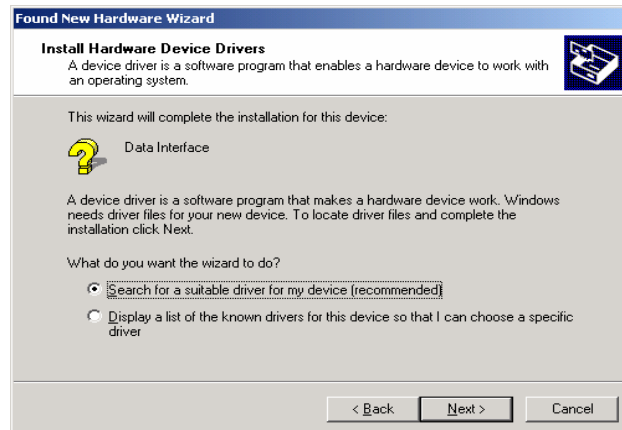 Found New Hardware Wizard
Install Hardware Device Drivers
A device driver is a software program that enables a hardware device to work with
an operating system.
This wizard will complete the installation for this device:
Data Interface
A device driver is a software program that makes a hardware device work. Windows
needs driver files for your new device. To locate driver files and complete the
installation click Next.
What do you want the wizard to do?
Search for a suitable driver for my device (recommended)
Display a list of the known drivers for this device so that I can choose a specific
driver
< Back Next > Cancel